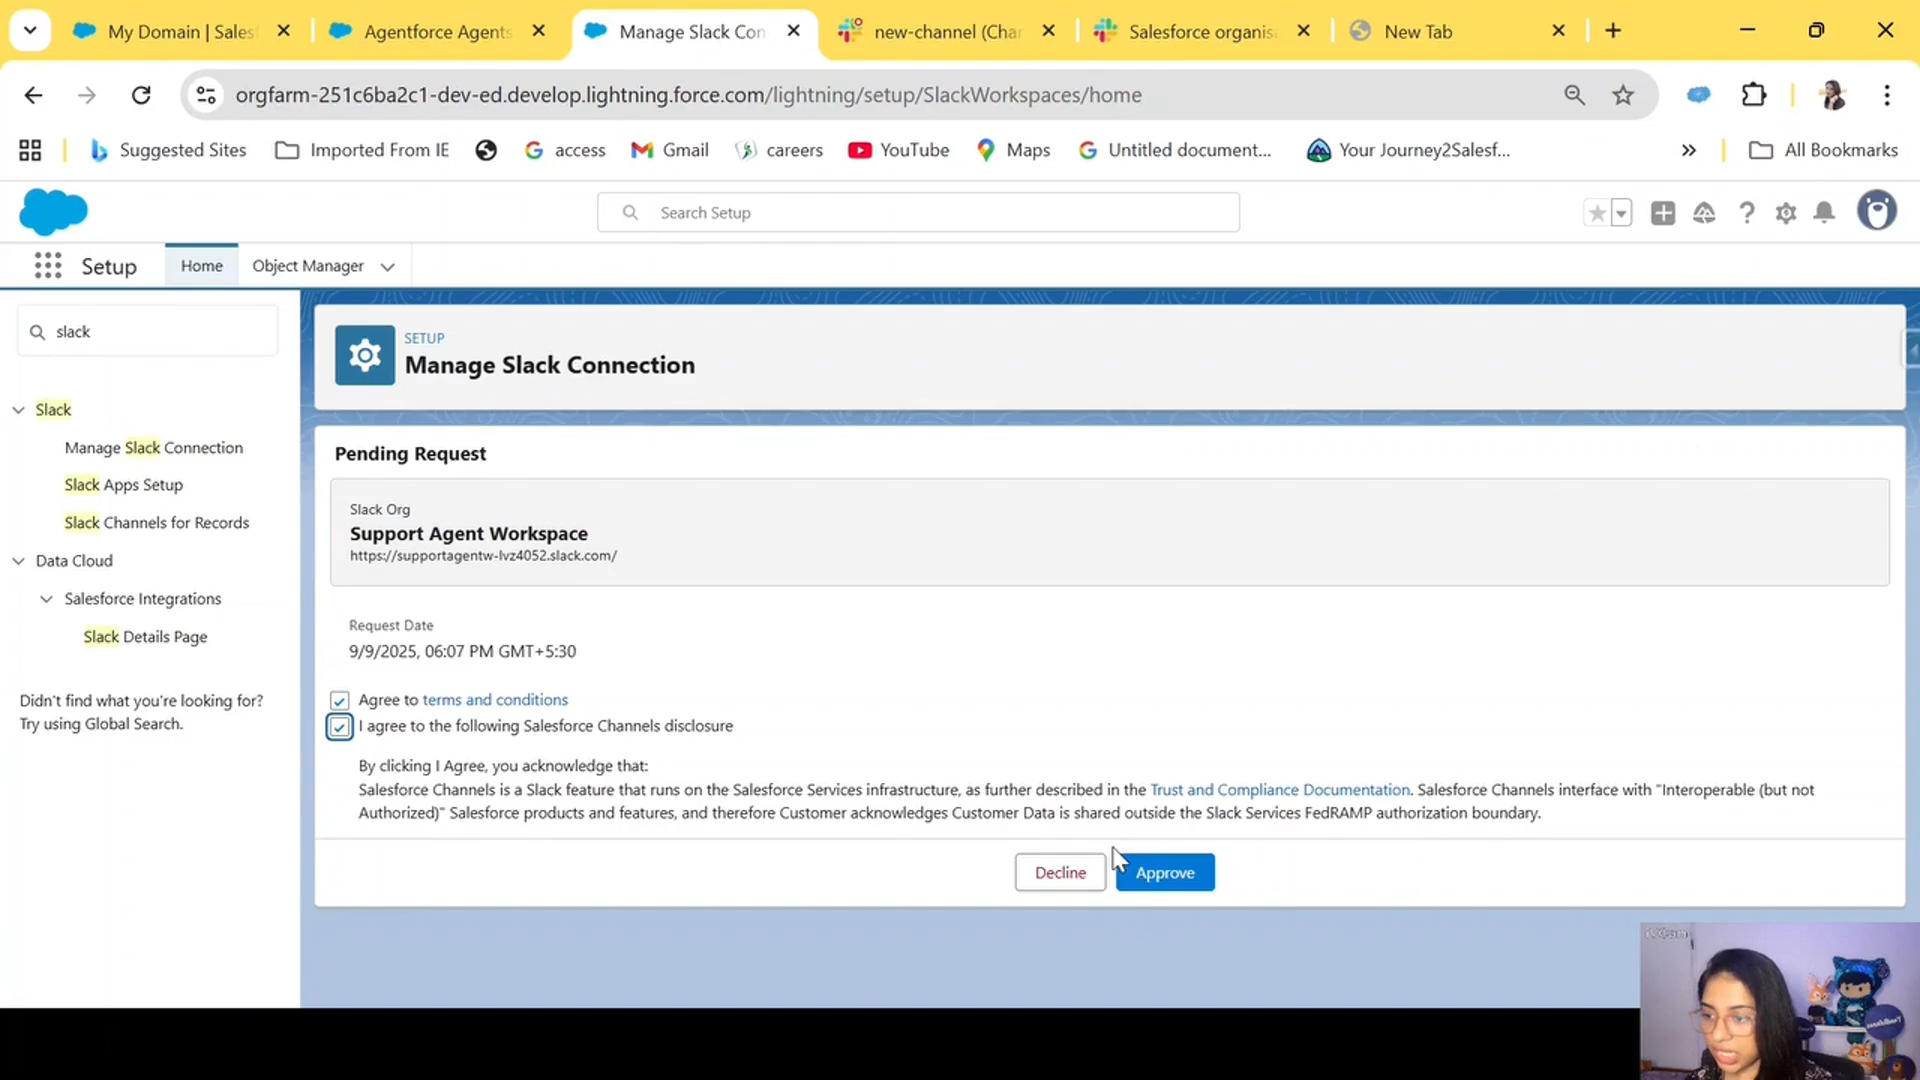 My Domain | Sales
Agentforce Agents
Manage Slack Con
new-channel (Char
Salesforce organis
New Tab
orgfarm-251c6ba2c1-dev-ed.develop.lightning.force.com/lightning/setup/SlackWorkspaces/home
Suggested Sites
Imported From IE
access
Gmail
careers
YouTube
Maps
Untitled document...
Your Journey2Salesf...
All Bookmarks
Search Setup
Setup
Home
Object Manager
slack
Slack
Manage Slack Connection
Slack Apps Setup
Slack Channels for Records
Data Cloud
Salesforce Integrations
Slack Details Page
Didn't find what you're looking for?
Try using Global Search.
SETUP
Manage Slack Connection
Pending Request
Slack Org
Support Agent Workspace
https://supportagentw-lvz4052.slack.com/
Request Date
9/9/2025, 06:07 PM GMT+5:30
Agree to terms and conditions
I agree to the following Salesforce Channels disclosure
By clicking I Agree, you acknowledge that:
Salesforce Channels is a Slack feature that runs on the Salesforce Services infrastructure, as further described in the Trust and Compliance Documentation. Salesforce Channels interface with "Interoperable (but not
Authorized)" Salesforce products and features, and therefore Customer acknowledges Customer Data is shared outside the Slack Services FedRAMP authorization boundary.
Decline
Approve